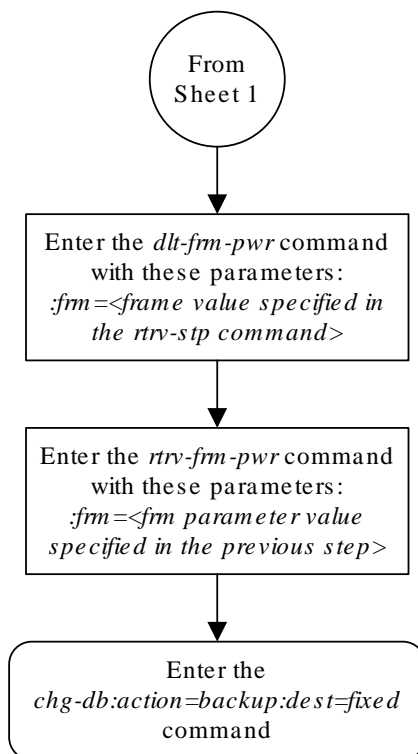 From
Sheet 1
Enter the dlt-frm-pwr command
with these parameters:
:frm=<frame value specified in
the rtrv-stp command>
Enter the rtrv-frm-pwr command
with these parameters:
:frm=<frm parameter value
specified in the previous step>
Enter the
chg-db:action=backup:dest=fixed
command